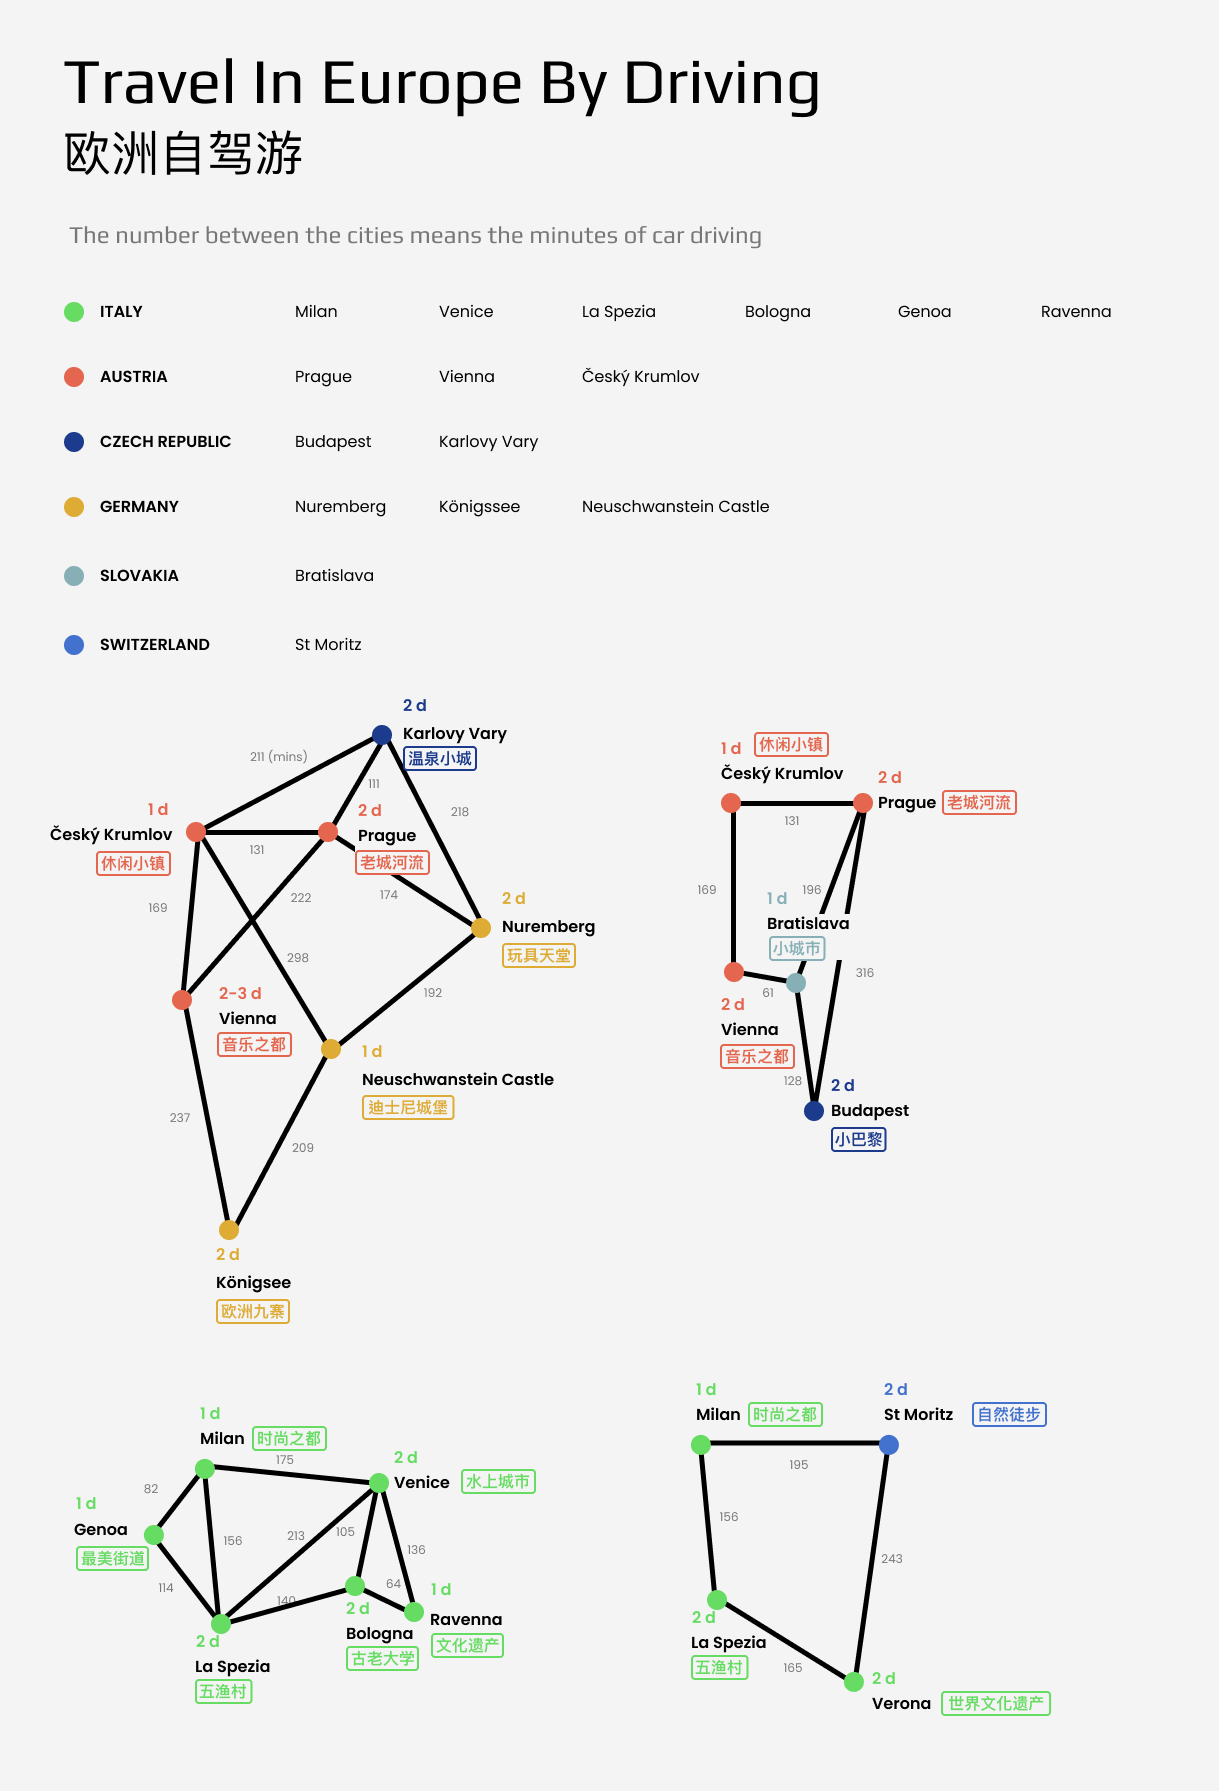 Travel In Europe By Driving
欧洲自驾游
The number between the cities means the minutes of car driving
ITALY Milan Venice La Spezia Bologna Genoa Ravenna
AUSTRIA Prague Vienna Český Krumlov
CZECH REPUBLIC Budapest Karlovy Vary
GERMANY Nuremberg Königssee Neuschwanstein Castle
SLOVAKIA Bratislava
SWITZERLAND St Moritz
2 d
Karlovy Vary
温泉小城
211 (mins)
111
218
1 d
Český Krumlov
休闲小镇
131
2 d
Prague
老城河流
174
169
222
298
2 d
Nuremberg
玩具天堂
192
2-3 d
Vienna
音乐之都
1 d
Neuschwanstein Castle
迪士尼城堡
237
209
2 d
Königsee
欧洲九寨
1 d 休闲小镇
Český Krumlov
2 d
Prague 老城河流
131
169
196
1 d
Bratislava
小城市
316
61
2 d
Vienna
音乐之都
128
2 d
Budapest
小巴黎
1 d
Milan 时尚之都
175
2 d
Venice 水上城市
82
1 d
Genoa
最美街道
156
213
105
136
114
140
64
1 d
Ravenna
文化遗产
2 d
Bologna
古老大学
2 d
La Spezia
五渔村
1 d
Milan 时尚之都
2 d
St Moritz 自然徒步
195
156
243
2 d
La Spezia
五渔村
165
2 d
Verona 世界文化遗产